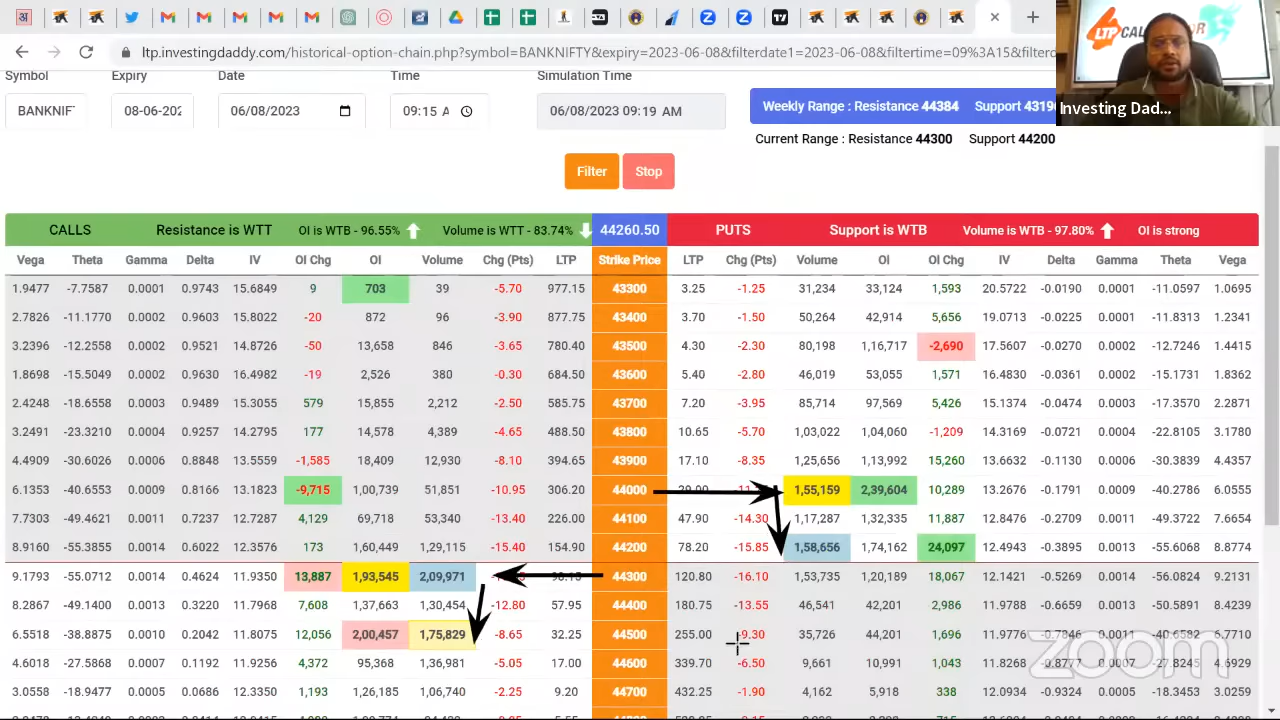 ltp.investingdaddy.com/historical-option-chain.php?symbol=BANKNIFTY&expiry=2023-06-08&filterdate1=2023-06-08&filtertime=09%3A15&filterd
LTP CAL
Investing Dad...
Symbol Expiry Date Time Simulation Time
BANKNIF 08-06-202 06/08/2023 09:15 A 06/08/2023 09:19 AM
Weekly Range : Resistance 44384 Support 4319
Current Range : Resistance 44300 Support 44200
Filter Stop
CALLS Resistance is WTT OI is WTB - 96.55% Volume is WTT - 83.74% 44260.50 PUTS Support is WTB Volume is WTB - 97.80% OI is strong
Vega Theta Gamma Delta IV OI Chg OI Volume Chg (Pts) LTP Strike Price LTP Chg (Pts) Volume OI OI Chg IV Delta Gamma Theta Vega
1.9477 -7.7587 0.0001 0.9743 15.6849 9 703 39 -5.70 977.15 43300 3.25 -1.25 31,234 33,124 1,593 20.5722 -0.0190 0.0001 -11.0597 1.0695
2.7826 -11.1770 0.0002 0.9603 15.8022 -20 872 96 -3.90 877.75 43400 3.70 -1.50 50,264 42,914 5,656 19.0713 -0.0225 0.0001 -11.8313 1.2341
3.2396 -12.2558 0.0002 0.9521 14.8726 -50 13,658 846 -3.65 780.40 43500 4.30 -2.30 80,198 1,16,717 -2,690 17.5607 -0.0270 0.0002 -12.7246 1.4415
1.8698 -15.5049 0.0002 0.9630 16.4982 -19 2,526 380 -0.30 684.50 43600 5.40 -2.80 46,019 53,055 1,571 16.4830 -0.0361 0.0002 -15.1731 1.8362
2.4248 -18.6558 0.0003 0.9489 15.3055 579 15,855 2,212 -2.50 585.75 43700 7.20 -3.95 85,714 97,569 5,426 15.1374 -0.0474 0.0003 -17.3570 2.2871
3.2491 -23.3210 0.0004 0.9257 14.2795 177 14,578 4,389 -4.65 488.50 43800 10.65 -5.70 1,03,022 1,04,060 -1,209 14.3169 -0.0721 0.0004 -22.8105 3.1780
4.4909 -30.6026 0.0006 0.8848 13.5559 -1,585 18,409 12,930 -8.10 394.65 43900 17.10 -8.35 1,25,656 1,13,992 15,260 13.6632 -0.1130 0.0006 -30.3839 4.4357
6.1353 -40.6553 0.0009 0.8166 13.1823 -9,715 1,00,739 51,851 -10.95 306.20 44000 1,55,159 2,39,604 10,289 13.2676 -0.1791 0.0009 -40.2786 6.0555
7.7303 -49.4621 0.0011 0.7237 12.7287 4,129 69,718 53,340 -13.40 226.00 44100 47.90 -14.30 1,17,287 1,32,335 11,887 12.8476 -0.2709 0.0011 -49.3722 7.6654
8.9160 -55.3855 0.0014 0.6022 12.3576 173 1,60,449 1,29,115 -15.40 154.90 44200 78.20 -15.85 1,58,656 1,74,162 24,097 12.4943 -0.3895 0.0013 -55.6068 8.8774
9.1793 -55.0712 0.0014 0.4624 11.9350 13,887 1,93,545 2,09,971 44300 120.80 -16.10 1,53,735 1,20,189 18,067 12.1421 -0.5269 0.0014 -56.0824 9.2131
8.2867 -49.1400 0.0013 0.3220 11.7968 7,608 1,37,663 1,30,454 -12.80 57.95 44400 180.75 -13.55 46,541 42,201 2,986 11.9788 -0.6659 0.0013 -50.5891 8.4239
6.5518 -38.8875 0.0010 0.2042 11.8075 12,056 2,00,457 1,75,829 -8.65 32.25 44500 255.00 -9.30 35,726 44,201 1,696 11.9776 -0.7846 0.0011 -40.6582 6.7710
4.6018 -27.5868 0.0007 0.1192 11.9256 4,372 95,368 1,36,981 -5.05 17.00 44600 339.70 -6.50 9,661 10,991 1,043 11.8268 -0.8777 0.0007 -27.8245 4.6929
3.0558 -18.9477 0.0005 0.0686 12.3350 1,193 1,26,185 1,06,740 -2.25 9.20 44700 432.25 -1.90 4,162 5,918 338 12.0934 -0.9324 0.0005 -18.3453 3.0259
zoom